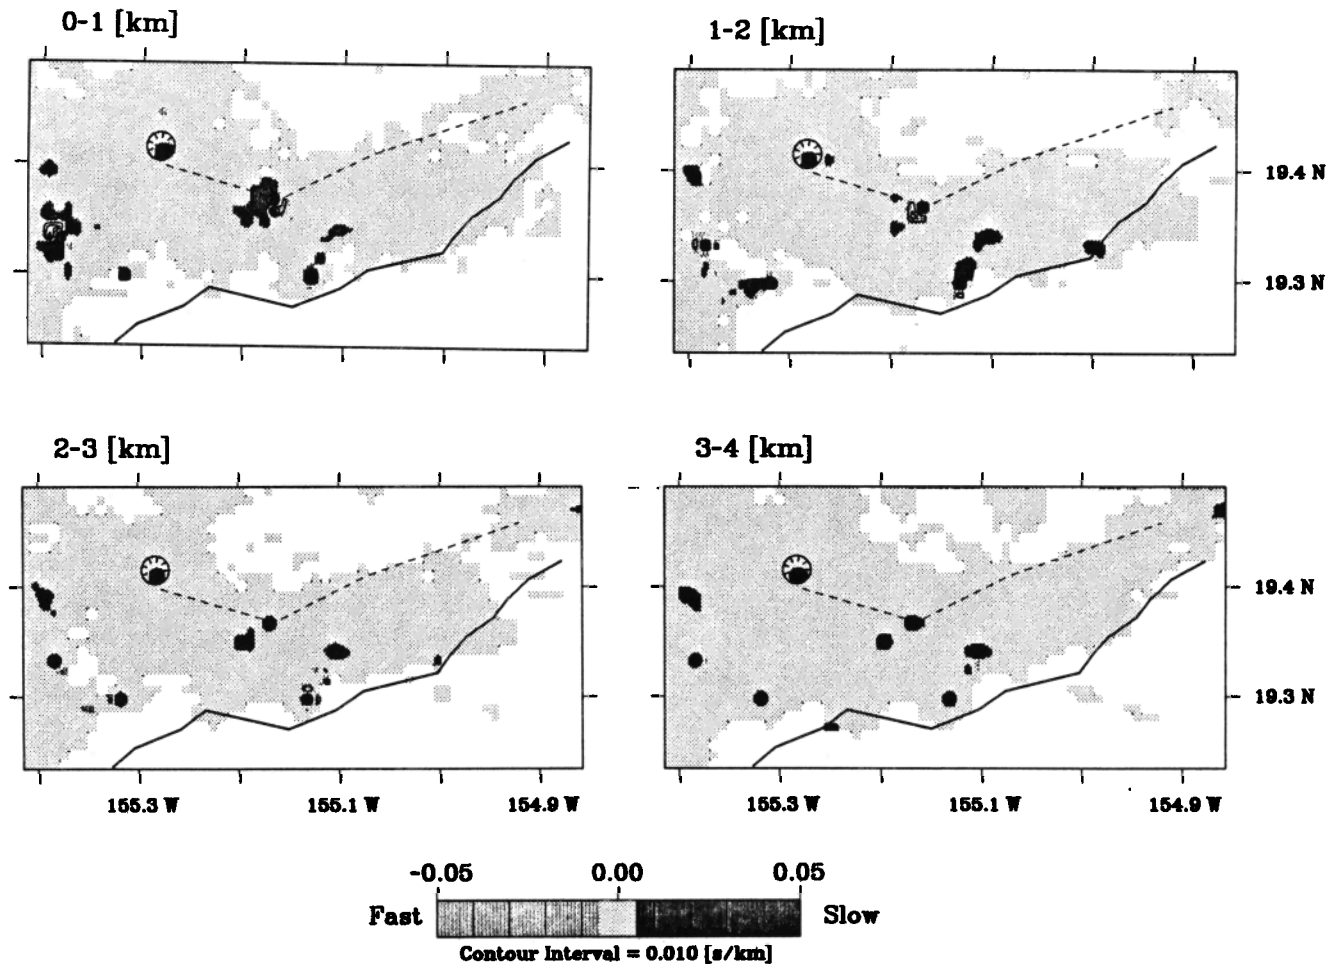 0-1 [km]
1-2 [km]
19.4 N
19.3 N
2-3 [km]
3-4 [km]
19.4 N
19.3 N
155.3 W
155.1 W
154.9 W
155.3 W
155.1 W
154.9 W
-0.05
0.00
0.05
Fast
Slow
Contour Interval = 0.010 [s/km]